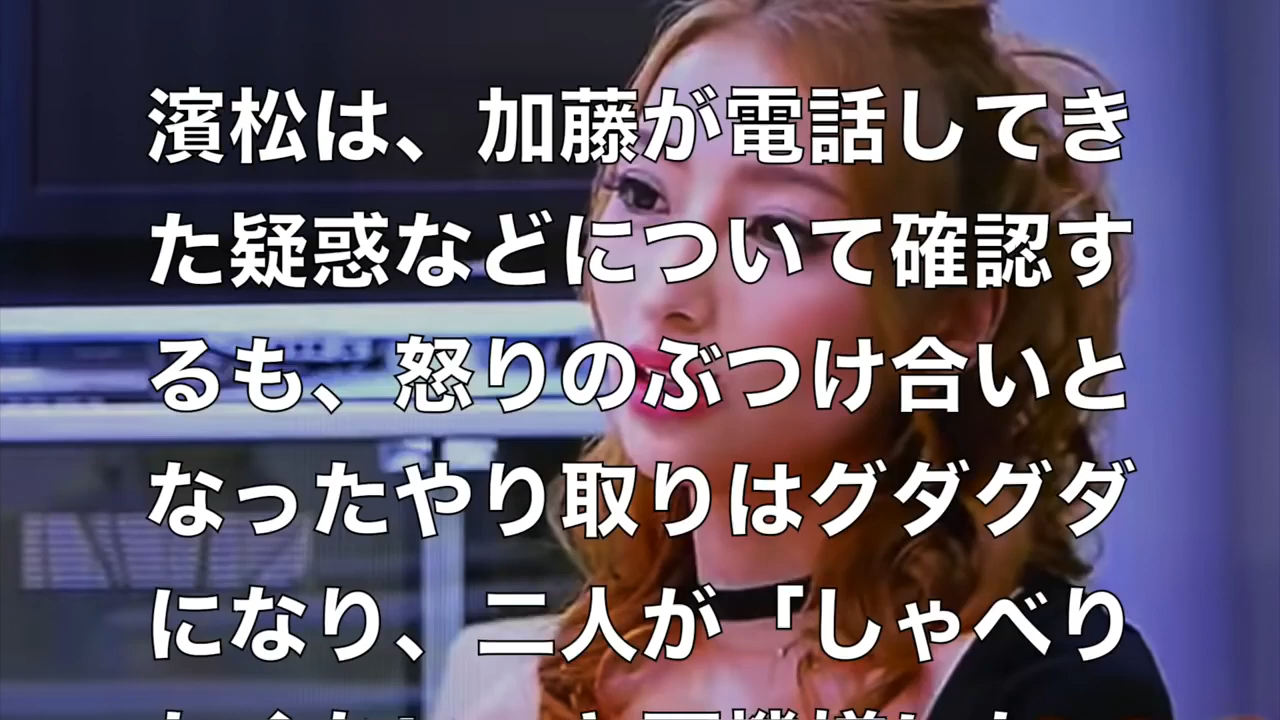 濱松は、加藤が電話してき
た疑惑などについて確認す
るも、怒りのぶつけ合いと
なったやり取りはグダグダ
になり、二人が「しゃべり